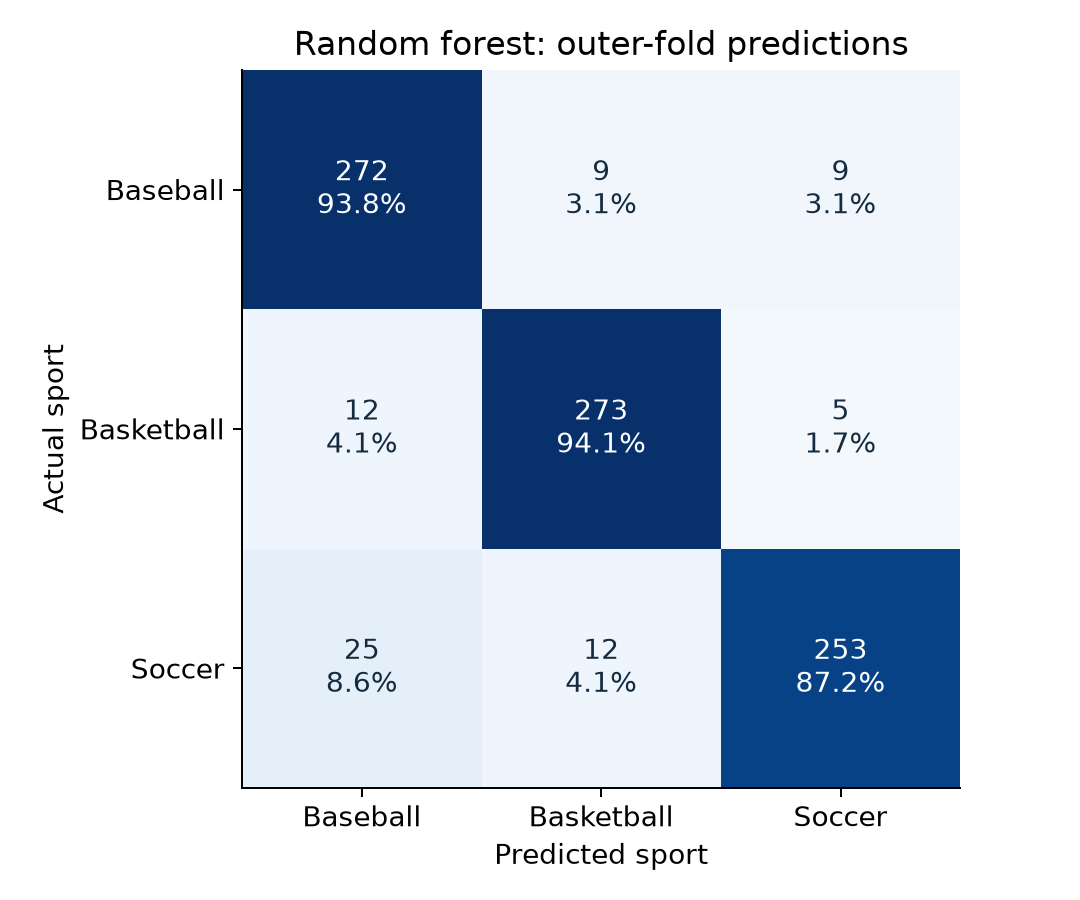 Random forest: outer-fold predictions
Actual sport
Baseball
272
93.8%
9
3.1%
9
3.1%
Basketball
12
4.1%
273
94.1%
5
1.7%
Soccer
25
8.6%
12
4.1%
253
87.2%
Baseball
Basketball
Soccer
Predicted sport